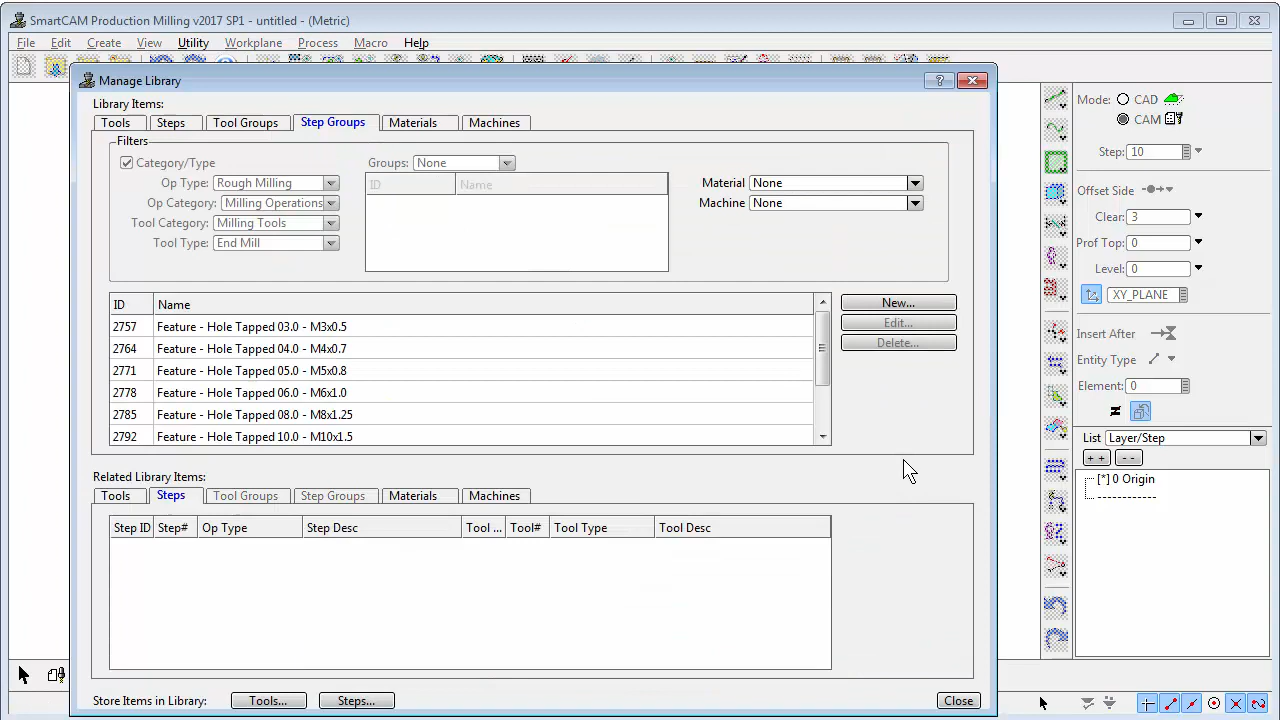 SmartCAM Production Milling v2017 SP1 - untitled - (Metric)
File Edit Create View Utility Workplane Process Macro Help
Manage Library
?
Library Items:
Tools Steps Tool Groups Step Groups Materials Machines
Filters
Category/Type
Op Type: Rough Milling
Op Category: Milling Operations
Tool Category: Milling Tools
Tool Type: End Mill
Groups: None
ID Name
Material None
Machine None
ID Name
2757 Feature - Hole Tapped 03.0 - M3x0.5
2764 Feature - Hole Tapped 04.0 - M4x0.7
2771 Feature - Hole Tapped 05.0 - M5x0.8
2778 Feature - Hole Tapped 06.0 - M6x1.0
2785 Feature - Hole Tapped 08.0 - M8x1.25
2792 Feature - Hole Tapped 10.0 - M10x1.5
New...
Edit...
Delete...
Related Library Items:
Tools Steps Tool Groups Step Groups Materials Machines
Step ID Step# Op Type Step Desc Tool ... Tool# Tool Type Tool Desc
Store Items in Library: Tools... Steps... Close
Mode: CAD
CAM
Step: 10
Offset Side
Clear: 3
Prof Top: 0
Level: 0
XY_PLANE
Insert After
Entity Type
Element: 0
List Layer/Step
+ + - -
[*] 0 Origin
------------